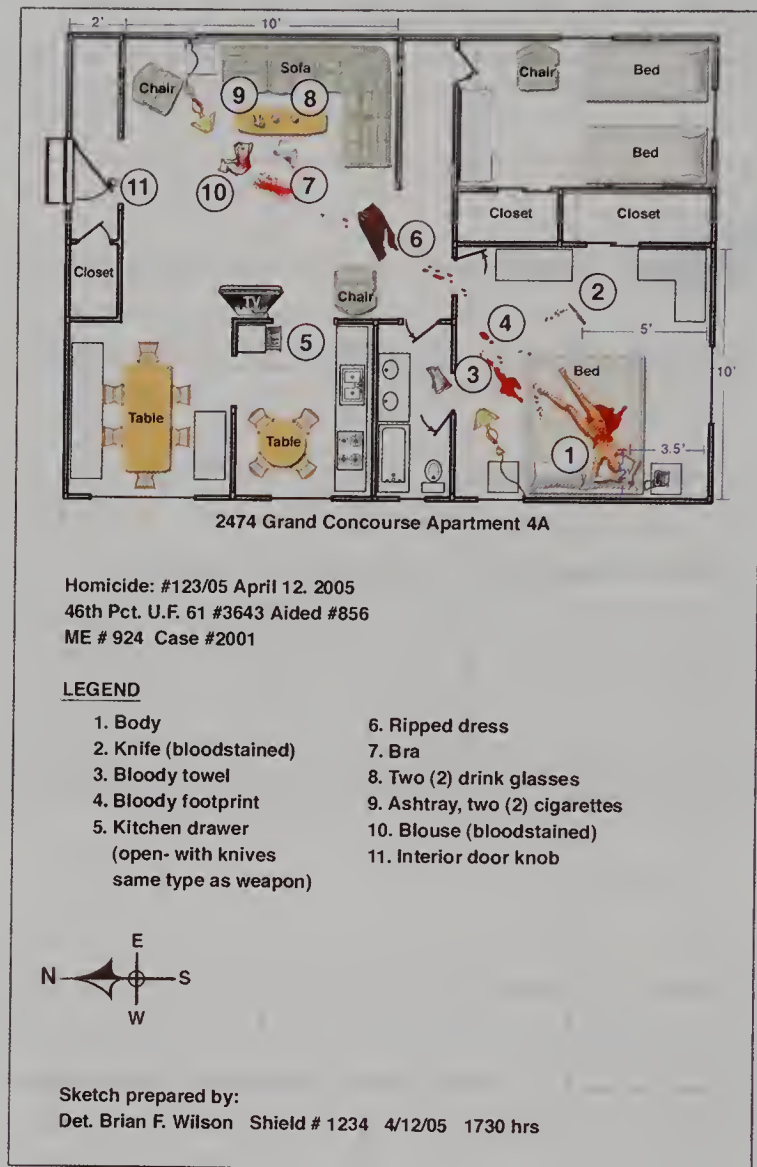 2' 10'
Sofa
Chair
Chair
Bed
9 8
11
10
7
Bed
6
Closet
Closet
Closet
2
TV
Chair
4
5'
5
3
Bed
10'
Table
Table
1
3.5'
2474 Grand Concourse Apartment 4A
Homicide: #123/05 April 12. 2005
46th Pct. U.F. 61 #3643 Aided #856
ME # 924 Case #2001
LEGEND
1. Body
2. Knife (bloodstained)
3. Bloody towel
4. Bloody footprint
5. Kitchen drawer
(open- with knives
same type as weapon)
6. Ripped dress
7. Bra
8. Two (2) drink glasses
9. Ashtray, two (2) cigarettes
10. Blouse (bloodstained)
11. Interior door knob
E
N S
W
Sketch prepared by:
Det. Brian F. Wilson Shield # 1234 4/12/05 1730 hrs